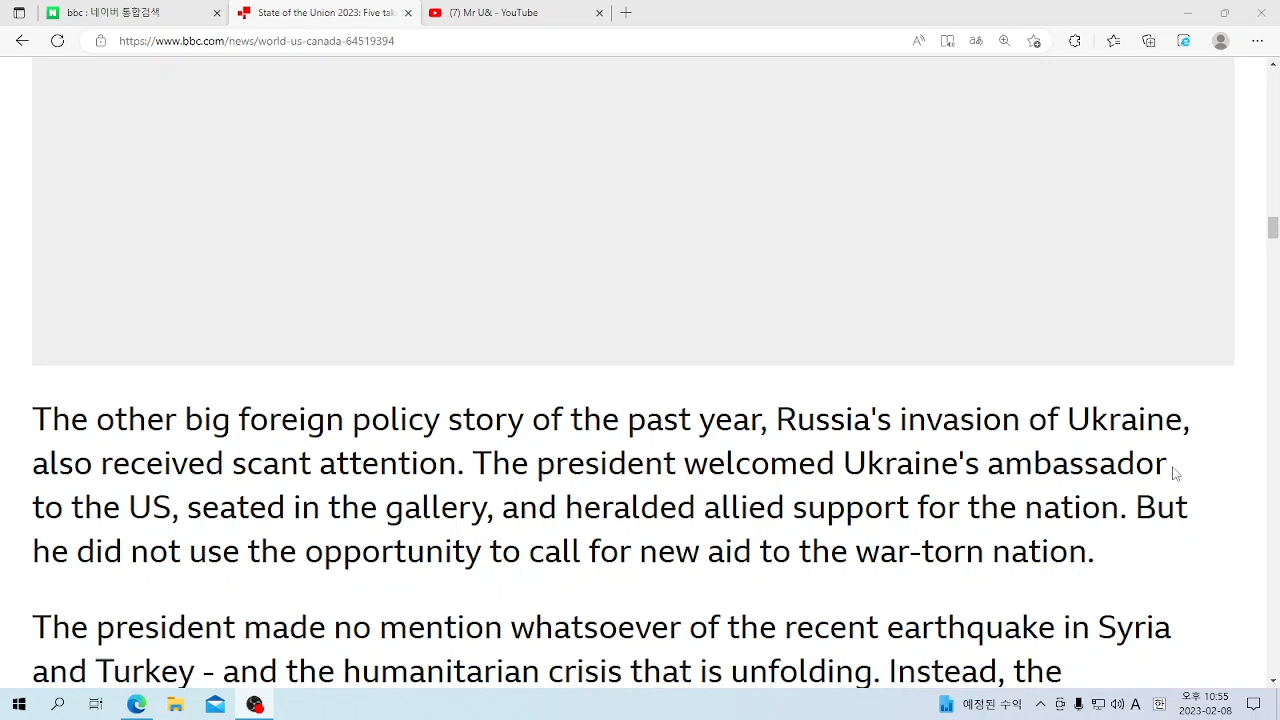 bbc : 네이버 통합검색
State of the Union 2023: Five tak
(7) Mr U& - YouTube
https://www.bbc.com/news/world-us-canada-64519394
The other big foreign policy story of the past year, Russia's invasion of Ukraine,
also received scant attention. The president welcomed Ukraine's ambassador
to the US, seated in the gallery, and heralded allied support for the nation. But
he did not use the opportunity to call for new aid to the war-torn nation.
The president made no mention whatsoever of the recent earthquake in Syria
and Turkey - and the humanitarian crisis that is unfolding. Instead, the
예정된 수익
A
오후 10:55
2023-02-08